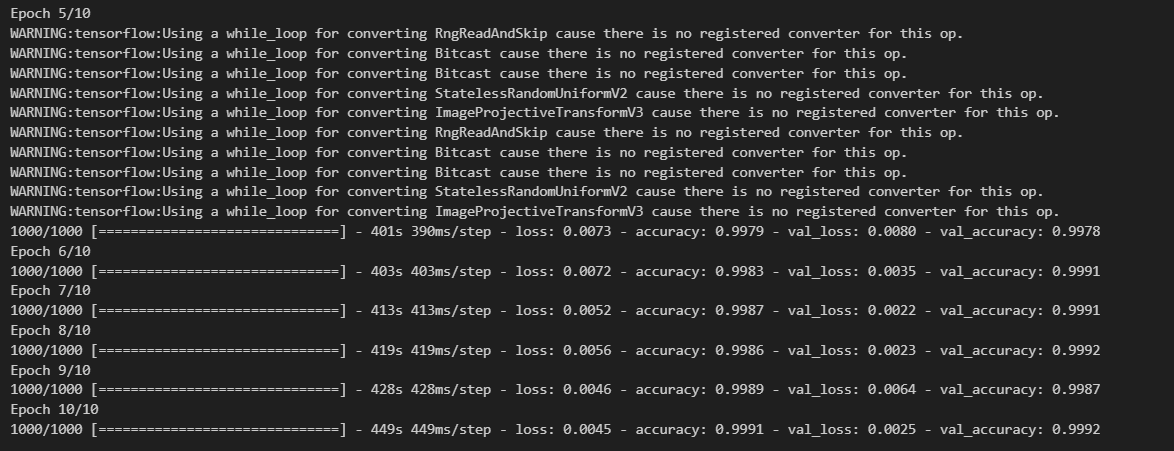 Epoch 5/10
WARNING:tensorflow:Using a while_loop for converting RngReadAndSkip cause there is no registered converter for this op.
WARNING:tensorflow:Using a while_loop for converting Bitcast cause there is no registered converter for this op.
WARNING:tensorflow:Using a while_loop for converting Bitcast cause there is no registered converter for this op.
WARNING:tensorflow:Using a while_loop for converting StatelessRandomUniformV2 cause there is no registered converter for this op.
WARNING:tensorflow:Using a while_loop for converting ImageProjectiveTransformV3 cause there is no registered converter for this op.
WARNING:tensorflow:Using a while_loop for converting RngReadAndSkip cause there is no registered converter for this op.
WARNING:tensorflow:Using a while_loop for converting Bitcast cause there is no registered converter for this op.
WARNING:tensorflow:Using a while_loop for converting Bitcast cause there is no registered converter for this op.
WARNING:tensorflow:Using a while_loop for converting StatelessRandomUniformV2 cause there is no registered converter for this op.
WARNING:tensorflow:Using a while_loop for converting ImageProjectiveTransformV3 cause there is no registered converter for this op.
1000/1000 [==============================] - 401s 390ms/step - loss: 0.0073 - accuracy: 0.9979 - val_loss: 0.0080 - val_accuracy: 0.9978
Epoch 6/10
1000/1000 [==============================] - 403s 403ms/step - loss: 0.0072 - accuracy: 0.9983 - val_loss: 0.0035 - val_accuracy: 0.9991
Epoch 7/10
1000/1000 [==============================] - 413s 413ms/step - loss: 0.0052 - accuracy: 0.9987 - val_loss: 0.0022 - val_accuracy: 0.9991
Epoch 8/10
1000/1000 [==============================] - 419s 419ms/step - loss: 0.0056 - accuracy: 0.9986 - val_loss: 0.0023 - val_accuracy: 0.9992
Epoch 9/10
1000/1000 [==============================] - 428s 428ms/step - loss: 0.0046 - accuracy: 0.9989 - val_loss: 0.0064 - val_accuracy: 0.9987
Epoch 10/10
1000/1000 [==============================] - 449s 449ms/step - loss: 0.0045 - accuracy: 0.9991 - val_loss: 0.0025 - val_accuracy: 0.9992